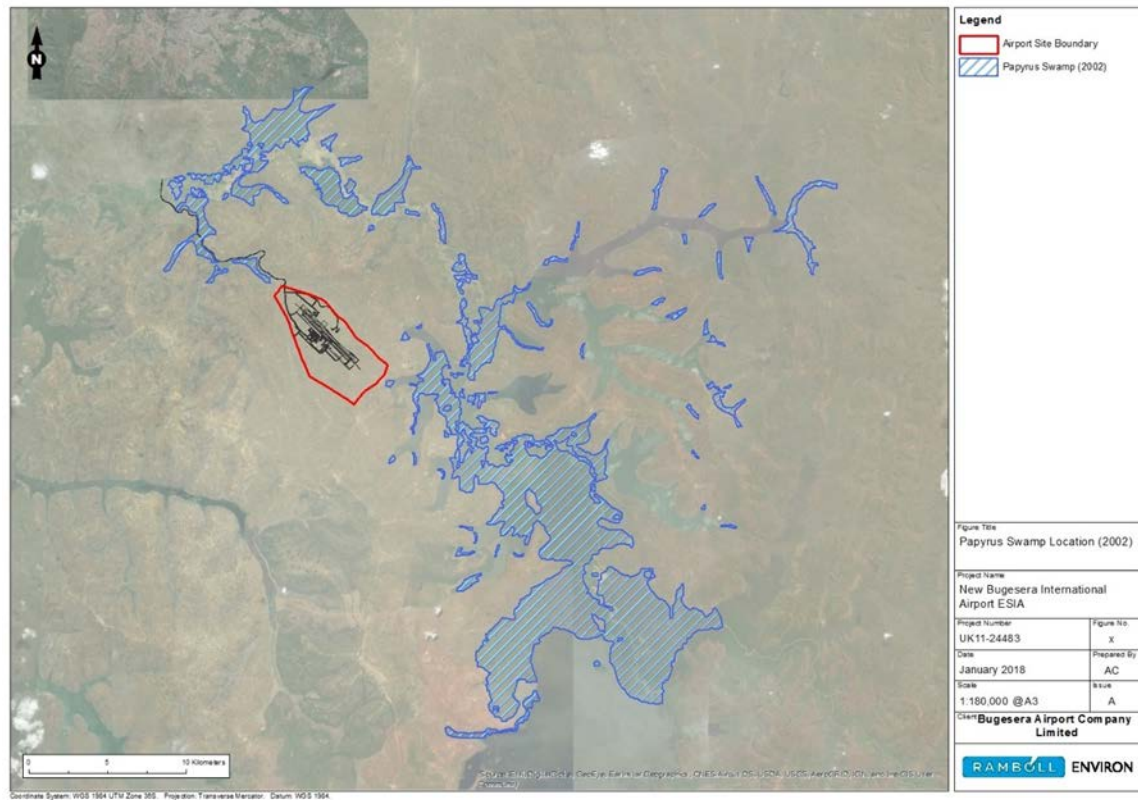 N
Legend
Airport Site Boundary
Papyrus Swamp (2002)
Figure Title
Papyrus Swamp Location (2002)
Project Name
New Bugesera International
Airport ESIA
Project Number
UK11-24483
Figure No.
x
Date
January 2018
Prepared By
AC
Scale
1:180,000 @A3
Issue
A
Client
Bugesera Airport Company
Limited
RAMBOLL ENVIRON
0 5 10 Kilometers
Coordinate System: WGS 1984 UTM Zone 36S. Projection: Transverse Mercator. Datum: WGS 1984.